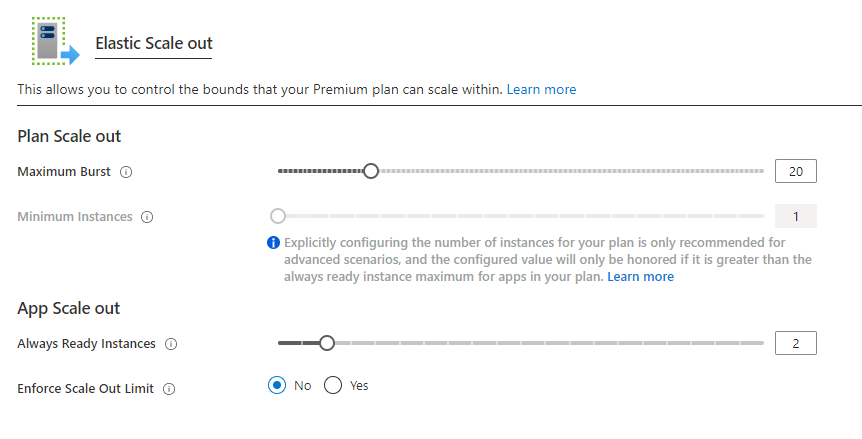 Elastic Scale out
This allows you to control the bounds that your Premium plan can scale within. Learn more
Plan Scale out
Maximum Burst
20
Minimum Instances
1
Explicitly configuring the number of instances for your plan is only recommended for
advanced scenarios, and the configured value will only be honored if it is greater than the
always ready instance maximum for apps in your plan. Learn more
App Scale out
Always Ready Instances
2
Enforce Scale Out Limit
No Yes